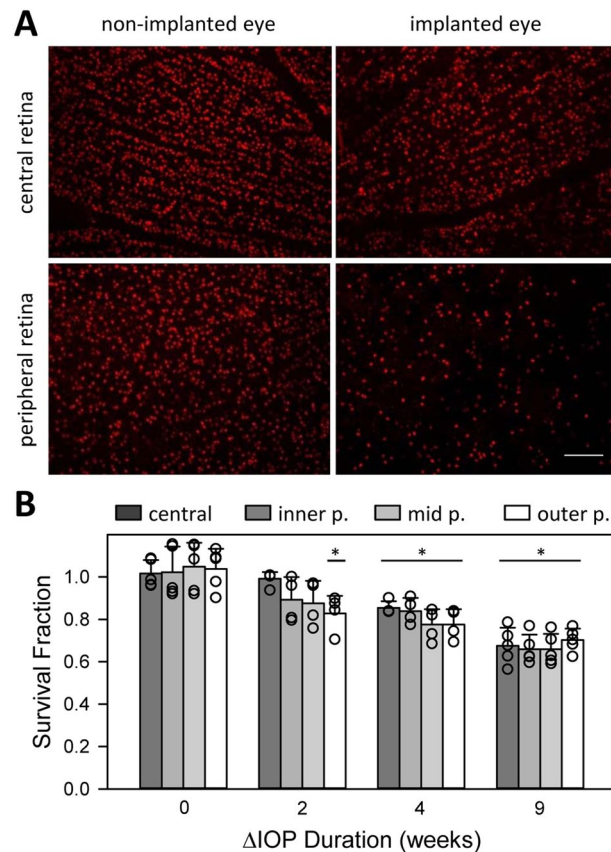 A
non-implanted eye implanted eye
central retina
peripheral retina
B
central inner p. mid p. outer p.
* * *
Survival Fraction
1.0
0.8
0.6
0.4
0.2
0.0
0 2 4 9
ΔIOP Duration (weeks)